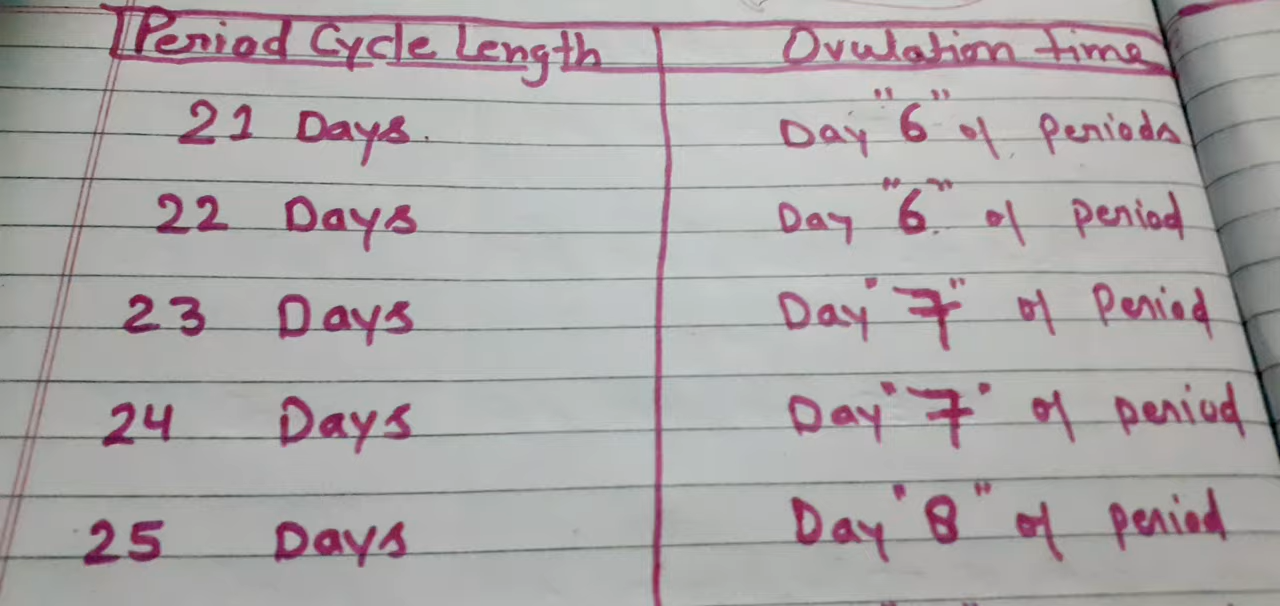 Period Cycle Length Ovulation time
21 Days. Day "6" of periods
22 Days Day "6" of period
23 Days Day "7" of Period
24 Days Day "7" of period
25 Days Day "8" of period